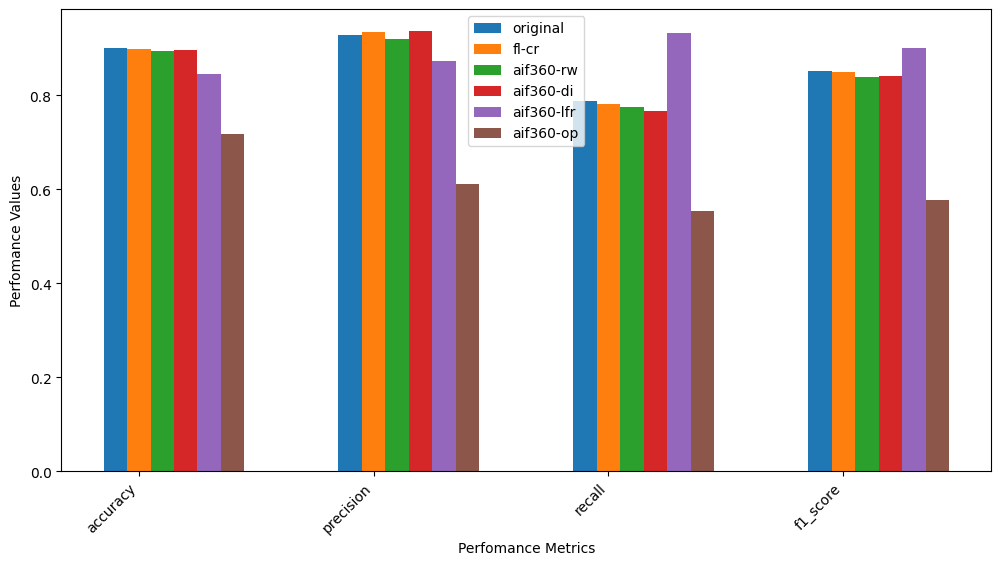 original
fl-cr
aif360-rw
aif360-di
aif360-lfr
aif360-op
0.8
0.6
0.4
0.2
0.0
Perfomance Values
accuracy
precision
recall
f1_score
Perfomance Metrics